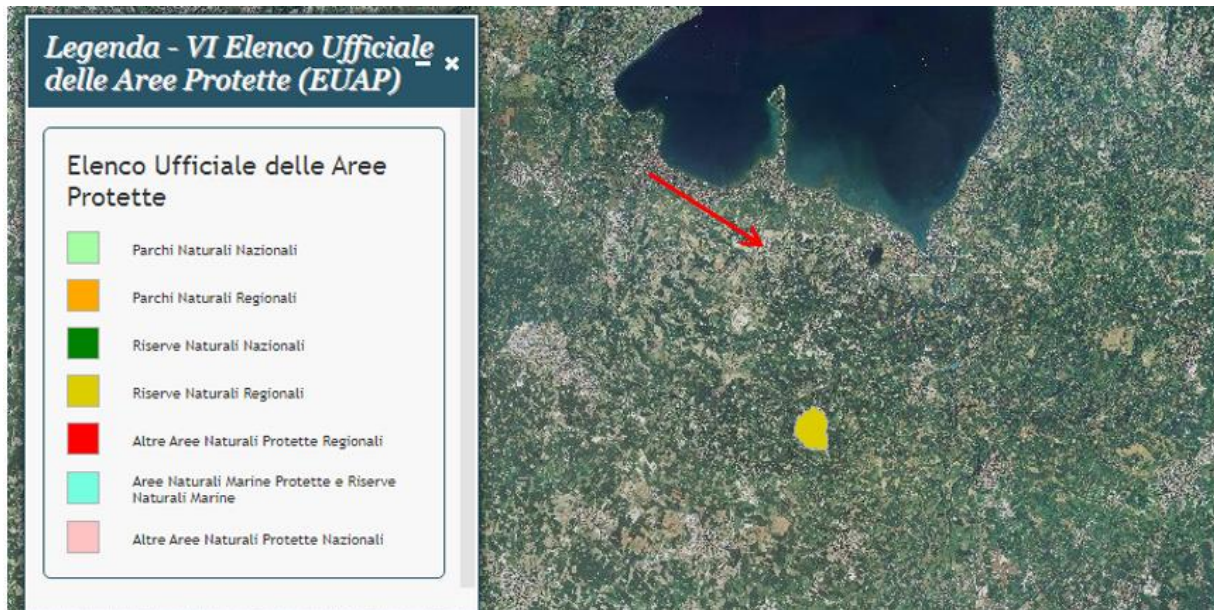 Legenda - VI Elenco Ufficiale
delle Aree Protette (EUAP)
Elenco Ufficiale delle Aree
Protette
Parchi Naturali Nazionali
Parchi Naturali Regionali
Riserve Naturali Nazionali
Riserve Naturali Regionali
Altre Aree Naturali Protette Regionali
Aree Naturali Marine Protette e Riserve
Naturali Marine
Altre Aree Naturali Protette Nazionali